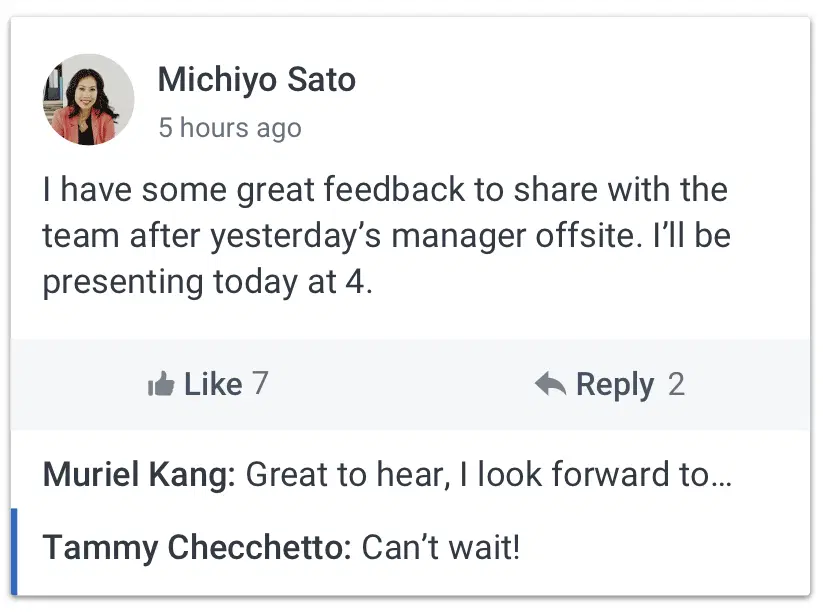 Michiyo Sato
5 hours ago
I have some great feedback to share with the
team after yesterday’s manager offsite. I’ll be
presenting today at 4.
Like 7
Reply 2
Muriel Kang: Great to hear, I look forward to…
Tammy Checchetto: Can’t wait!